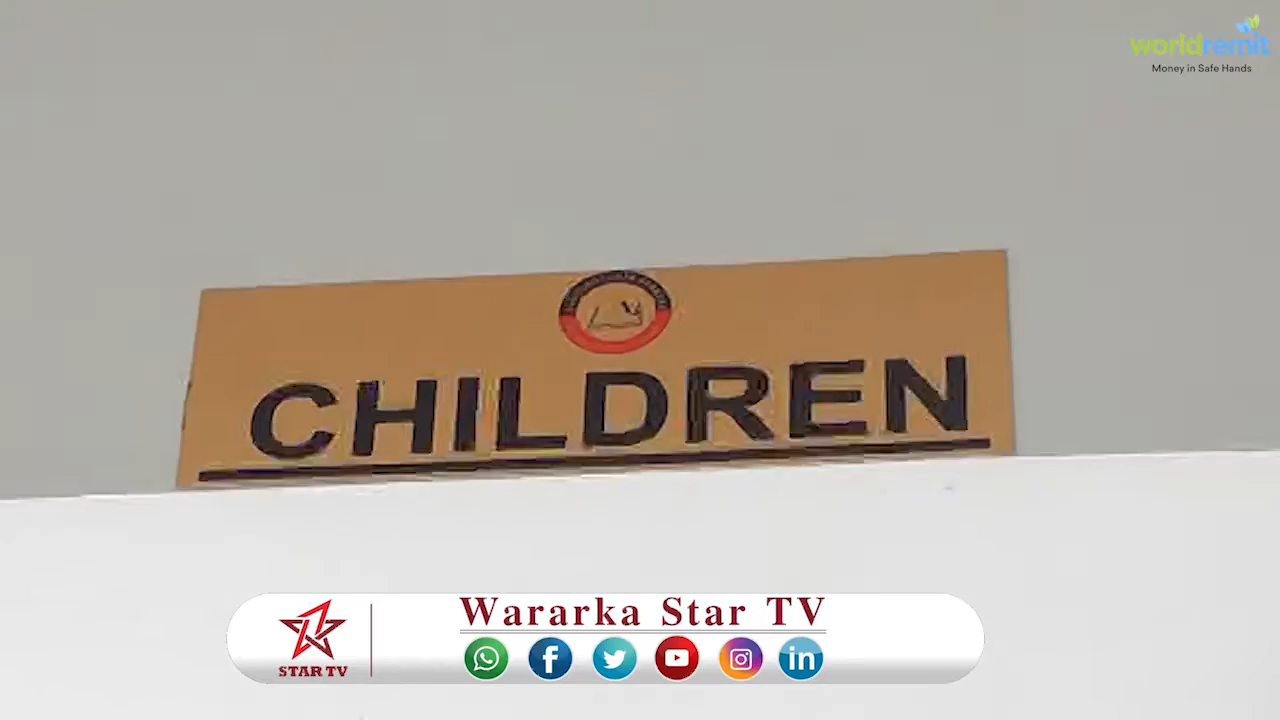 worldremit
Money in Safe Hands
CHILDREN
Wararka Star TV
STAR TV